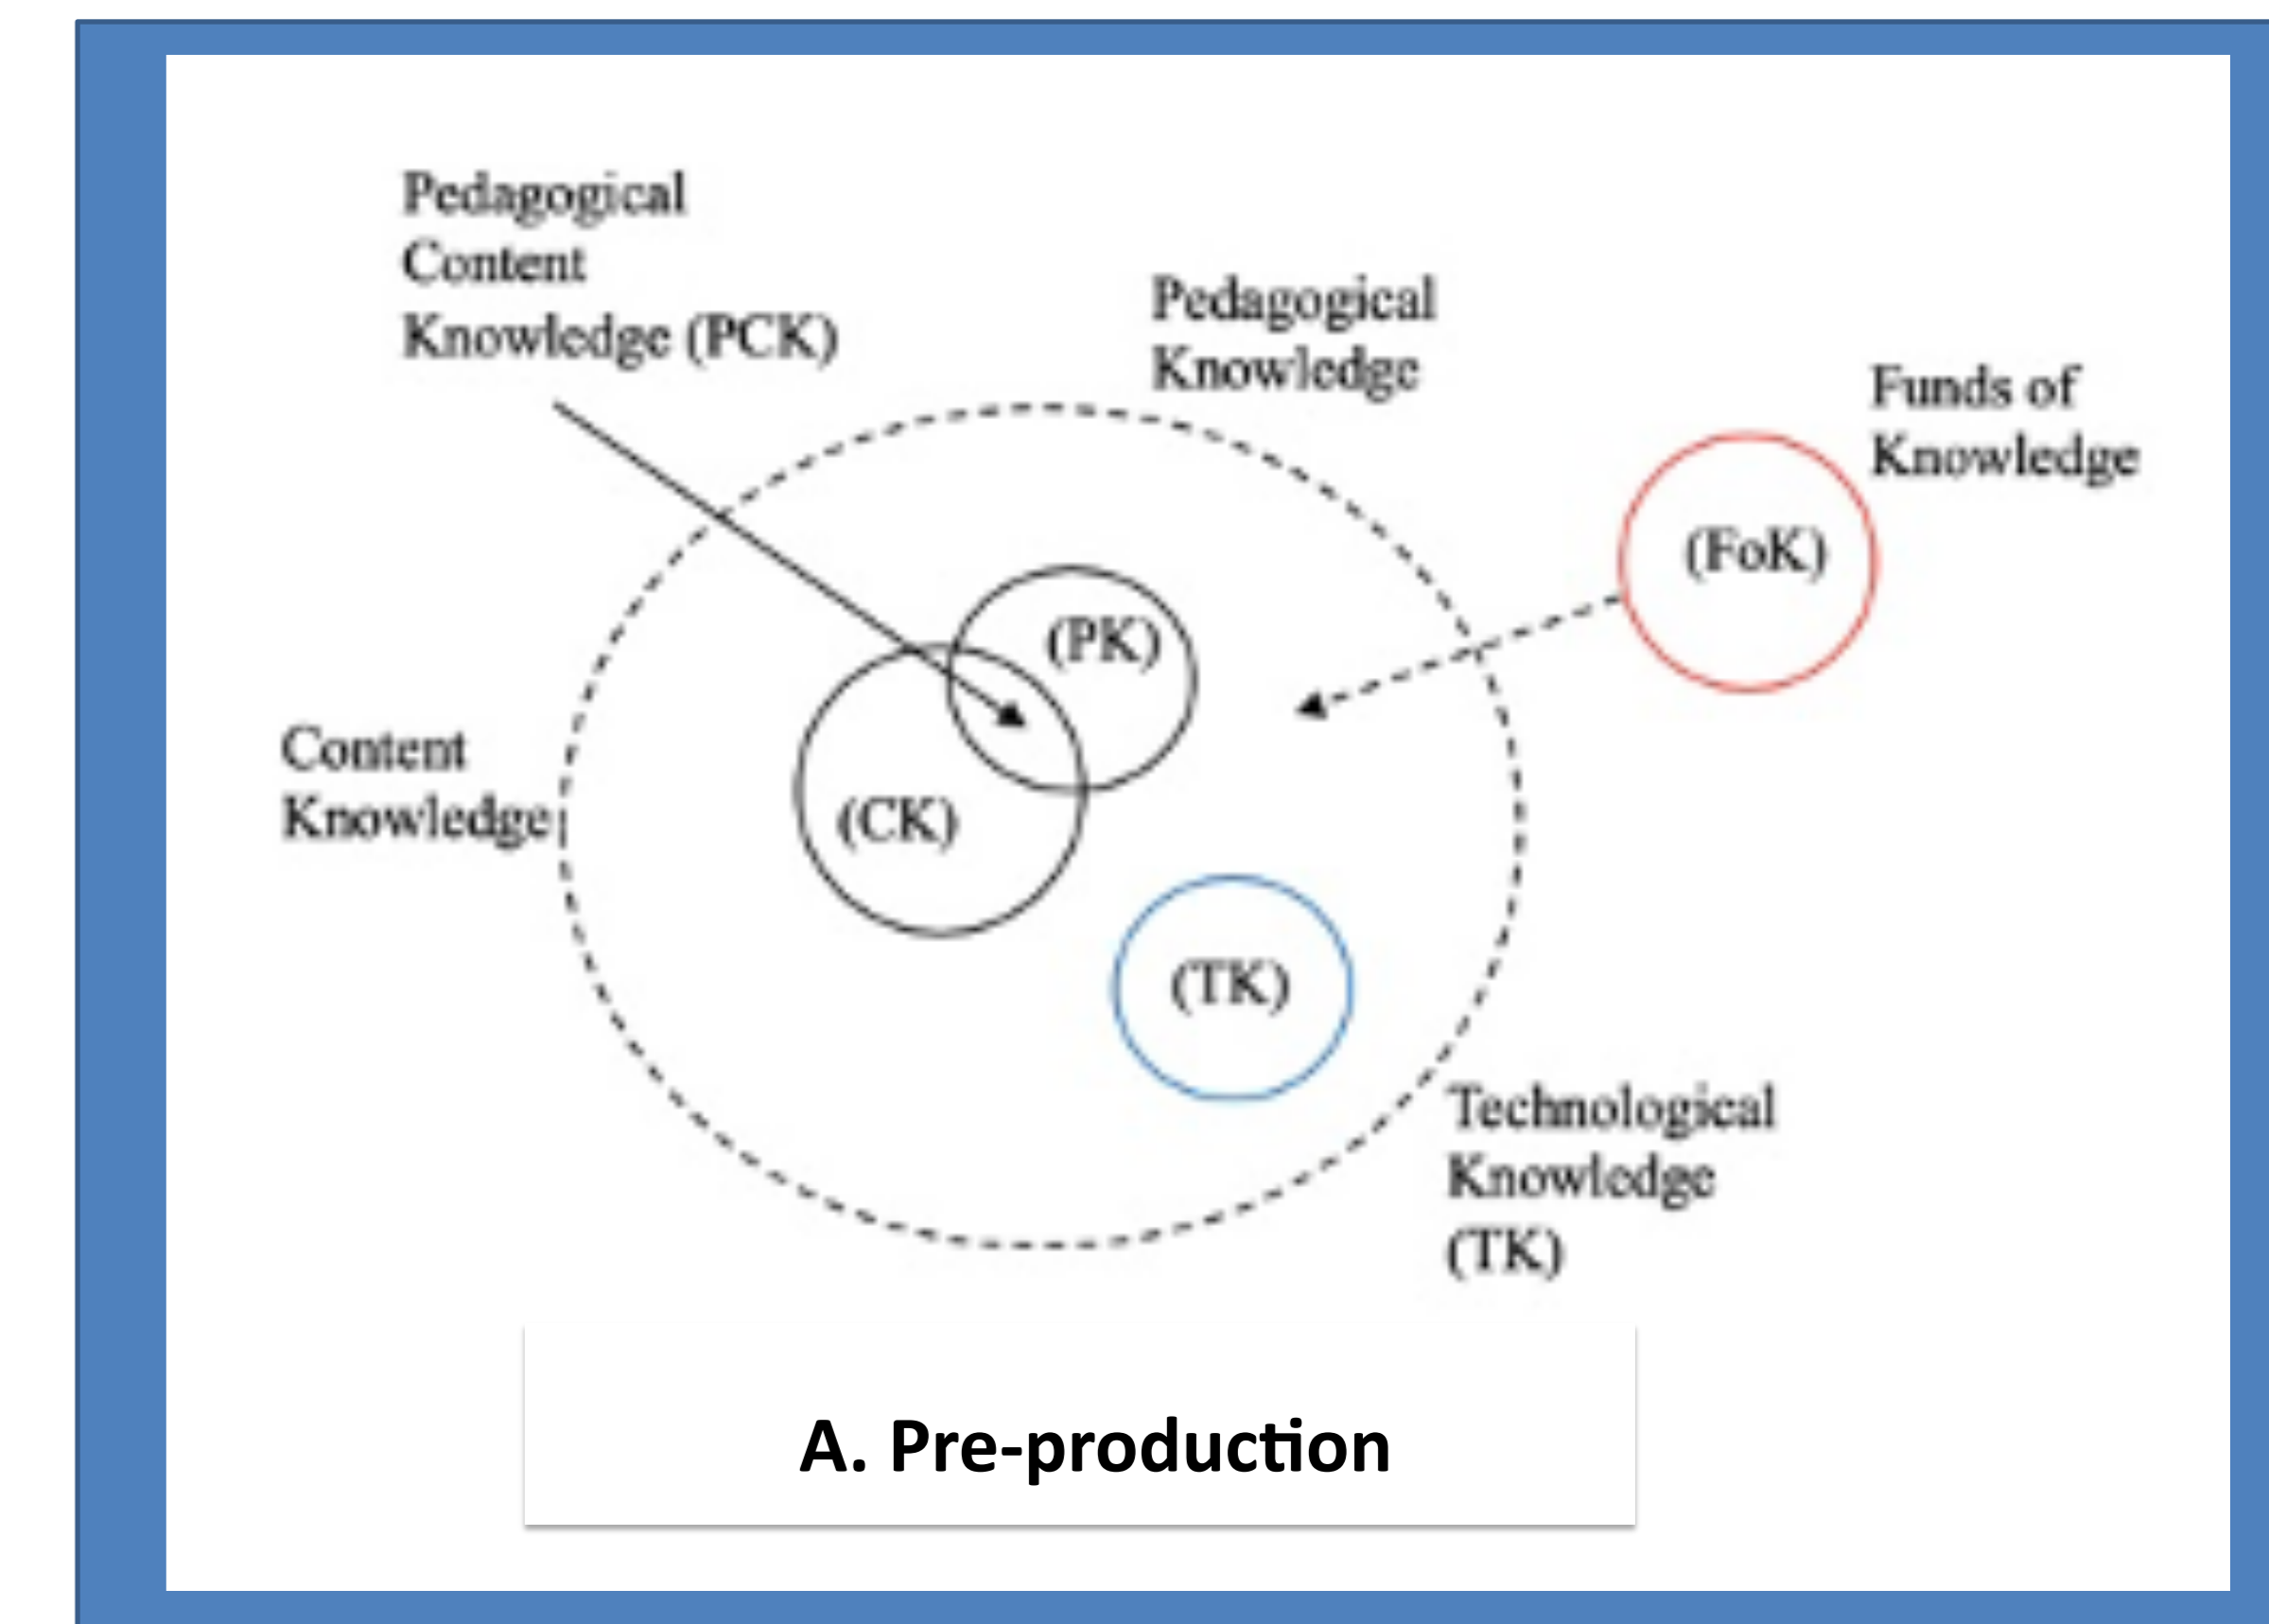 Pedagogical
Content
Knowledge (PCK)
Pedagogical
Knowledge
Funds of
Knowledge
(FoK)
(PK)
Content
Knowledge
(CK)
(TK)
Technological
Knowledge
(TK)
A. Pre-production